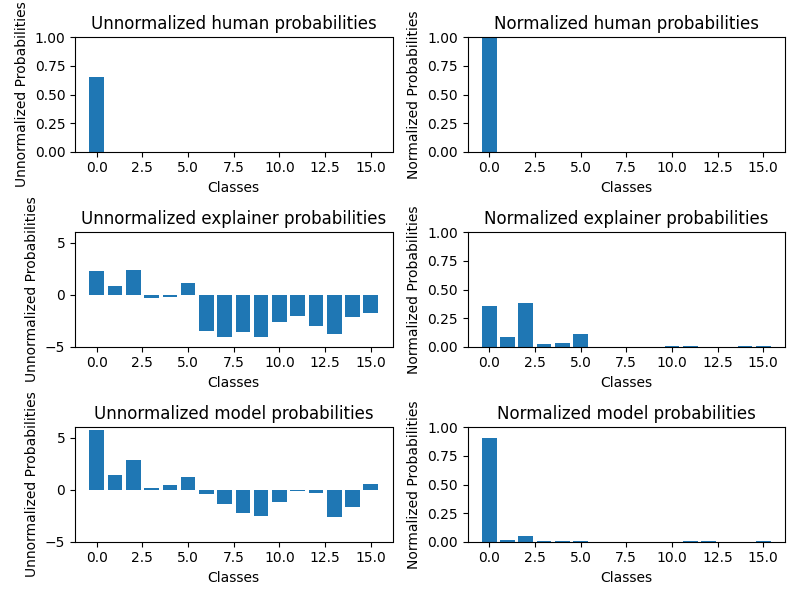 Unnormalized human probabilities
Unnormalized Probabilities
1.00
0.75
0.50
0.25
0.00
0.0 2.5 5.0 7.5 10.0 12.5 15.0
Classes
Normalized human probabilities
Normalized Probabilities
1.00
0.75
0.50
0.25
0.00
0.0 2.5 5.0 7.5 10.0 12.5 15.0
Classes
Unnormalized explainer probabilities
Unnormalized Probabilities
5
0
−5
0.0 2.5 5.0 7.5 10.0 12.5 15.0
Classes
Normalized explainer probabilities
Normalized Probabilities
1.00
0.75
0.50
0.25
0.00
0.0 2.5 5.0 7.5 10.0 12.5 15.0
Classes
Unnormalized model probabilities
Unnormalized Probabilities
5
0
−5
0.0 2.5 5.0 7.5 10.0 12.5 15.0
Classes
Normalized model probabilities
Normalized Probabilities
1.00
0.75
0.50
0.25
0.00
0.0 2.5 5.0 7.5 10.0 12.5 15.0
Classes